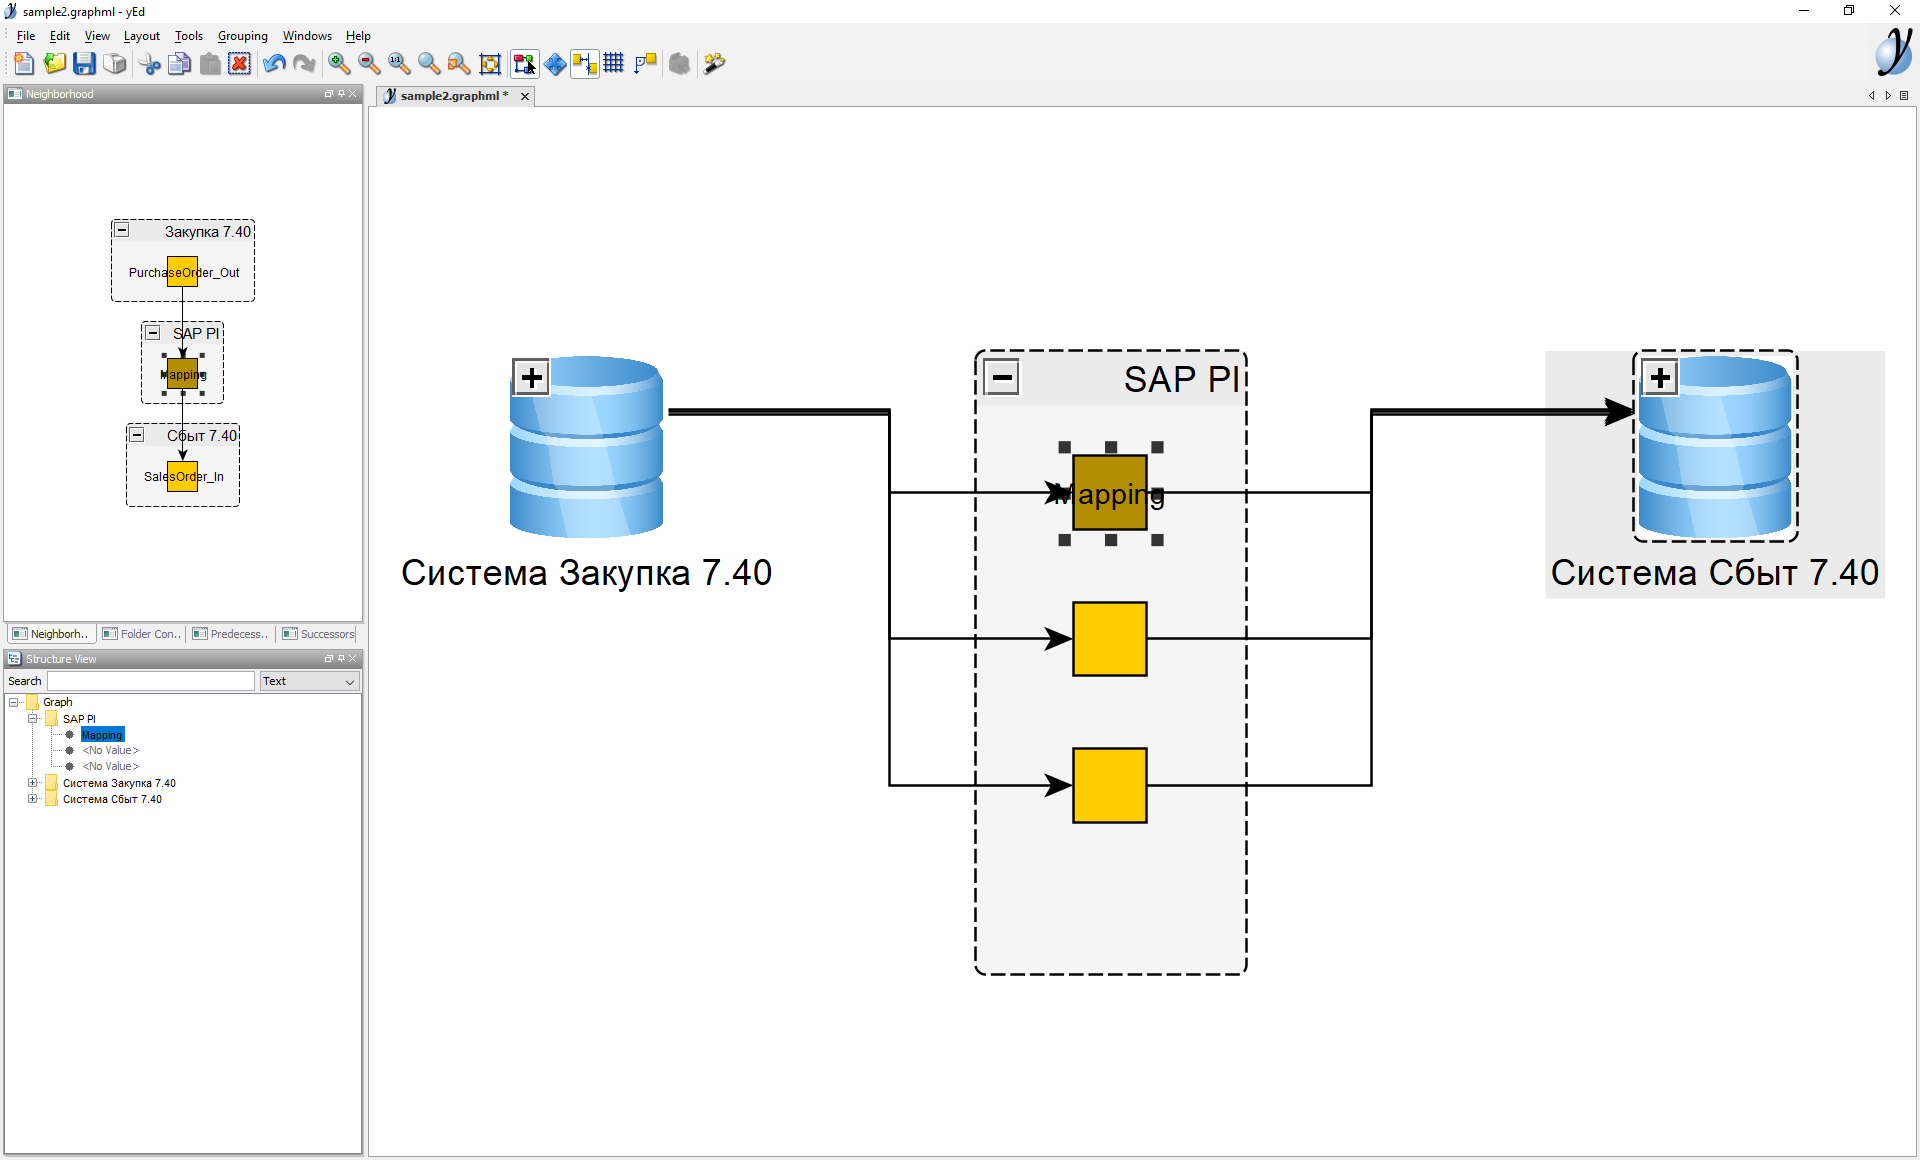 sample2.graphml - yEd
File Edit View Layout Tools Grouping Windows Help
1:1
y
Neighborhood
Закупка 7.40
PurchaseOrder_Out
SAP PI
Mapping
Сбыт 7.40
SalesOrder_In
Neighborh.. Folder Con.. Predecess.. Successors
Structure View
Search Text
Graph
SAP PI
Mapping
<No Value>
<No Value>
Система Закупка 7.40
Система Сбыт 7.40
sample2.graphml *
SAP PI
Mapping
Система Закупка 7.40
Система Сбыт 7.40